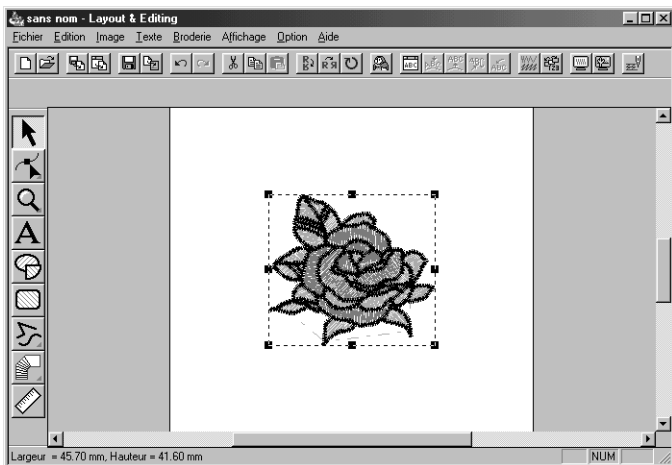 sans nom - Layout & Editing
Fichier Edition Image Texte Broderie Affichage Option Aide
A
Largeur = 45.70 mm, Hauteur = 41.60 mm
NUM